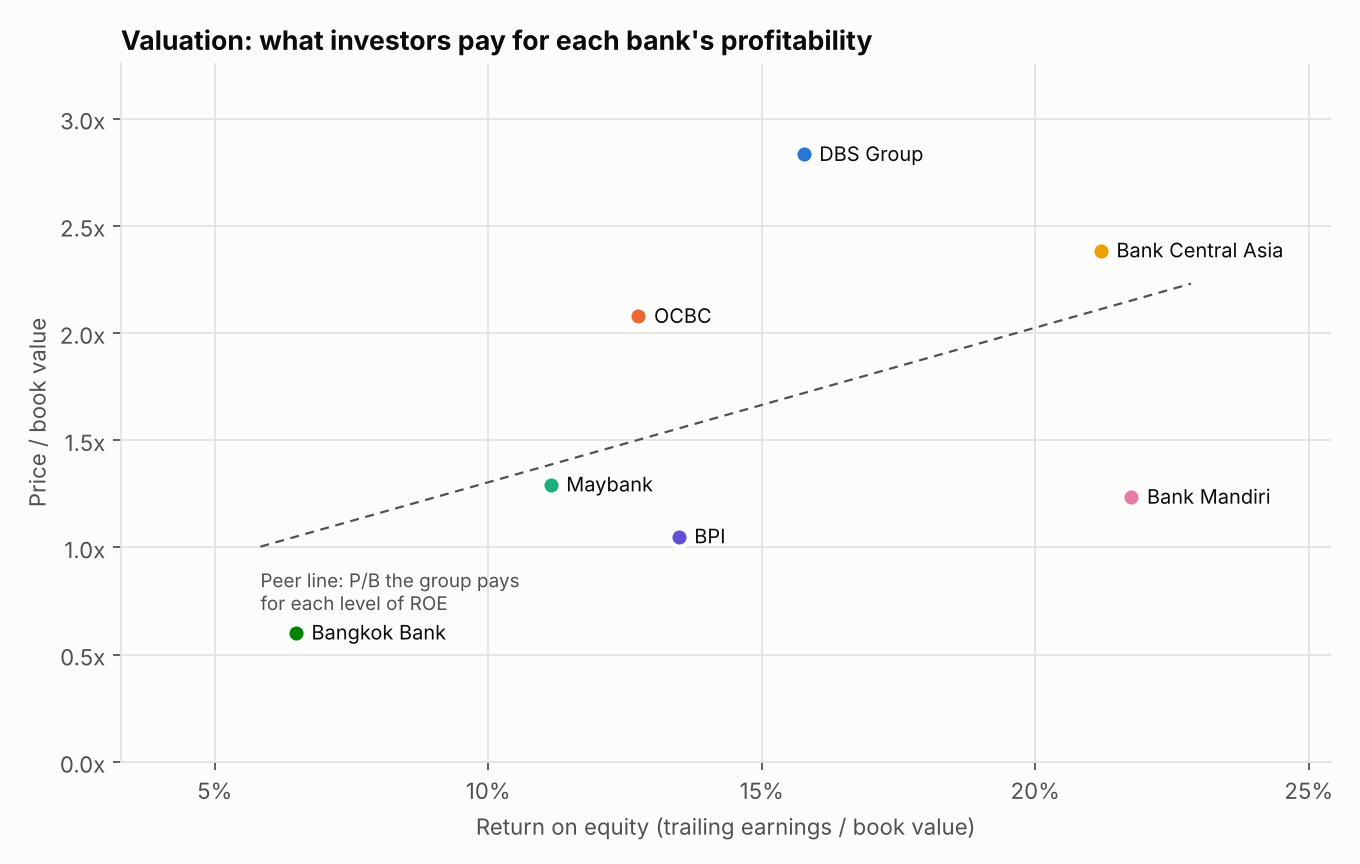 Valuation: what investors pay for each bank's profitability
3.0x
2.5x
2.0x
1.5x
1.0x
0.5x
0.0x
Price / book value
DBS Group
Bank Central Asia
OCBC
Maybank
Bank Mandiri
BPI
Peer line: P/B the group pays
for each level of ROE
Bangkok Bank
5%
10%
15%
20%
25%
Return on equity (trailing earnings / book value)